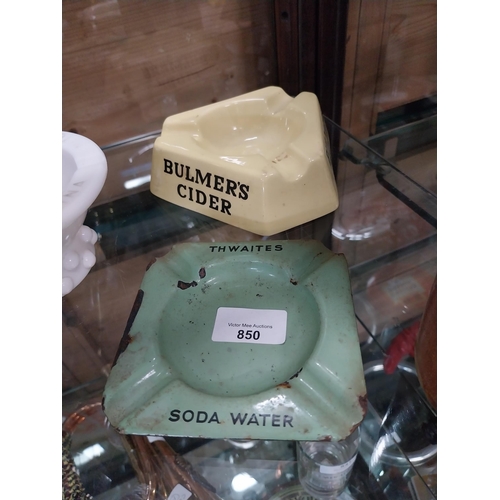 BULMER'S
CIDER
THWAITES
Victor Mee Auctions
850
SODA WATER